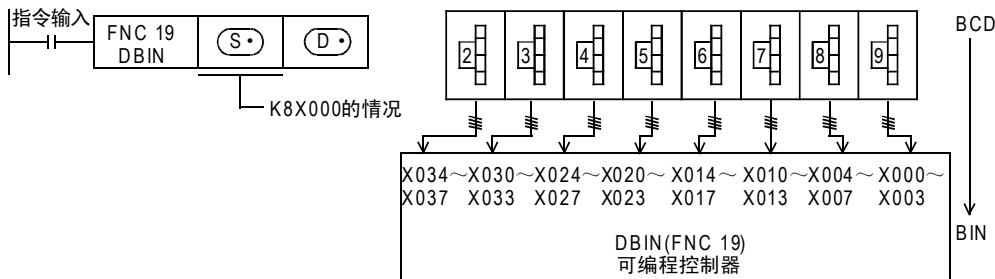 指令输入
FNC 19
DBIN
S·
D·
K8X000的情况
2 3 4 5 6 7 8 9
BCD
X034～X030～X024～X020～X014～X010～X004～X000～
X037 X033 X027 X023 X017 X013 X007 X003
BIN
DBIN(FNC 19)
可编程控制器